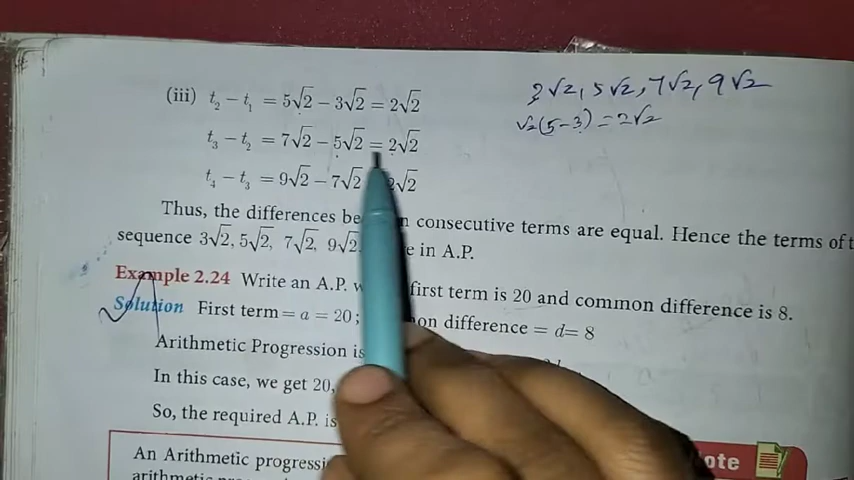 (iii) t₂ − t₁ = 5√2 − 3√2 = 2√2
t₃ − t₂ = 7√2 − 5√2 = 2√2
t₄ − t₃ = 9√2 − 7√2 2√2
3√2, 5√2, 7√2, 9√2
√2(5−3) = 2√2
Thus, the differences be n consecutive terms are equal. Hence the terms of t
sequence 3√2, 5√2, 7√2, 9√2 e in A.P.
Example 2.24 Write an A.P. w first term is 20 and common difference is 8.
Solution First term = a = 20; on difference = d = 8
Arithmetic Progression is
In this case, we get 20,
So, the required A.P. is
An Arithmetic progressi
arithmetic
ote